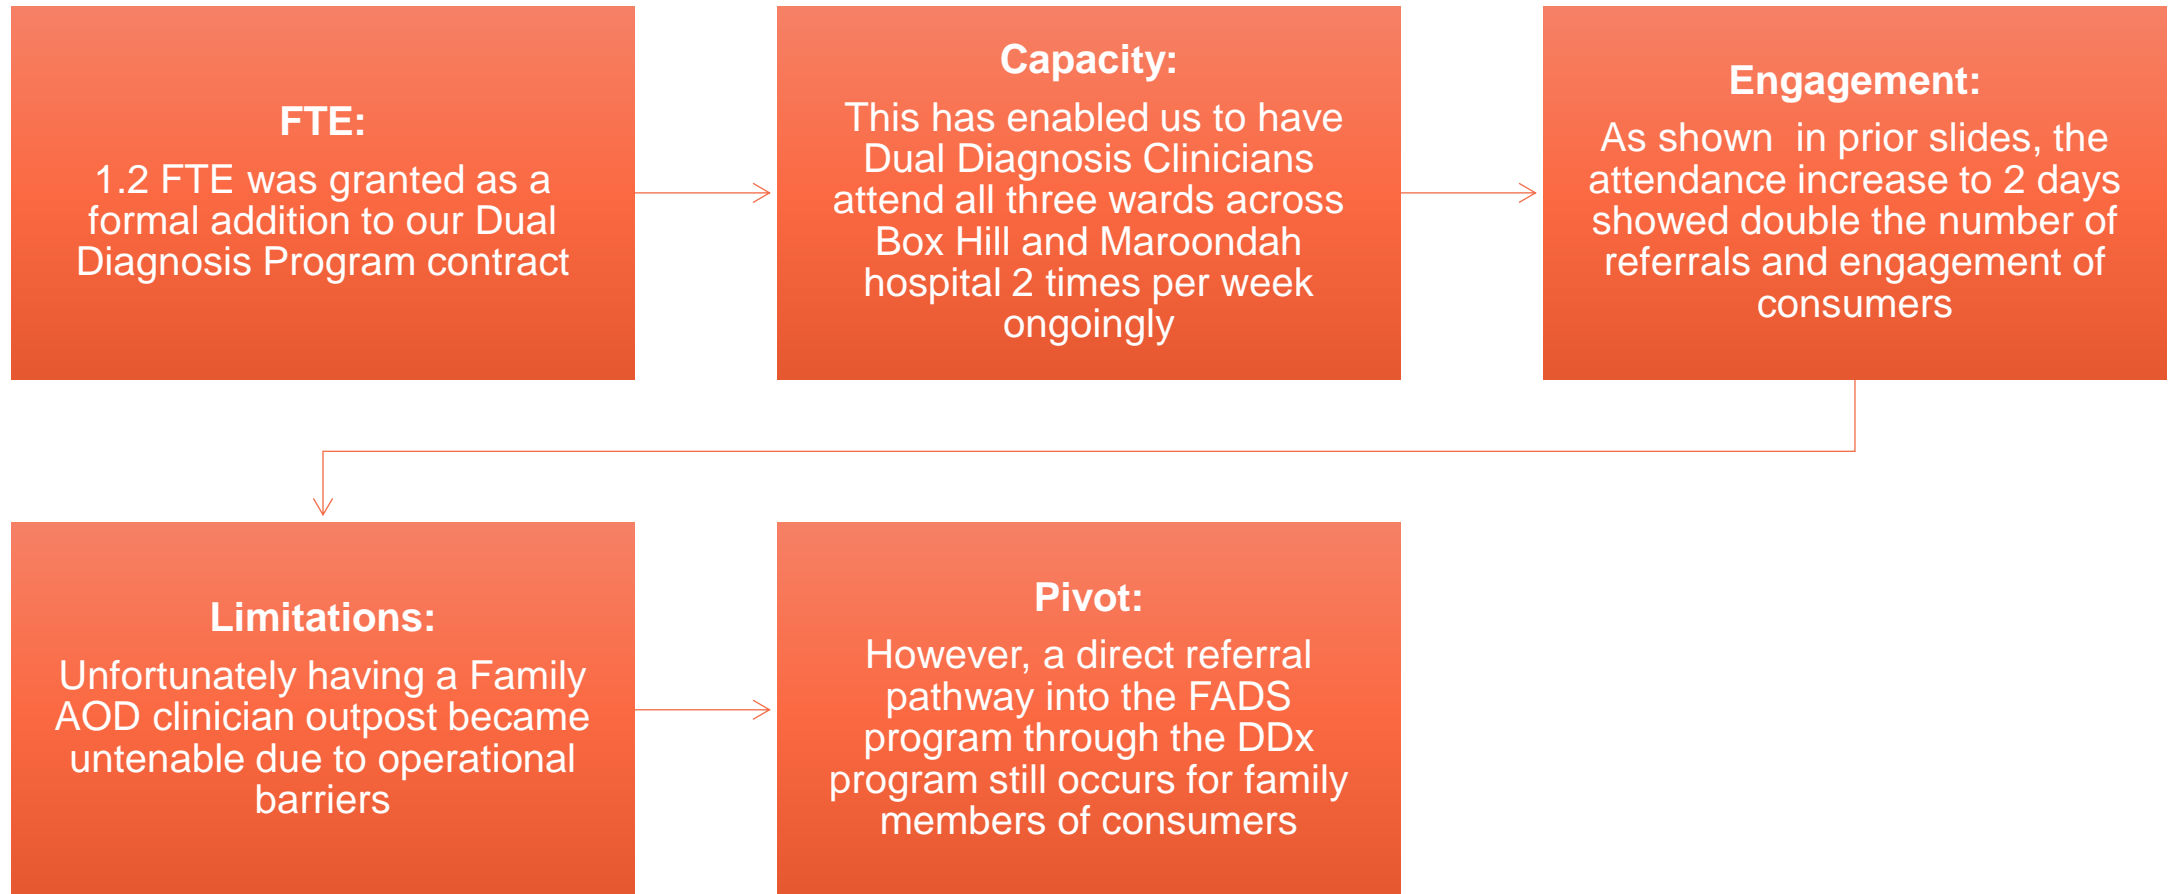 FTE:
1.2 FTE was granted as a
formal addition to our Dual
Diagnosis Program contract
Capacity:
This has enabled us to have
Dual Diagnosis Clinicians
attend all three wards across
Box Hill and Maroondah
hospital 2 times per week
ongoingly
Engagement:
As shown  in prior slides, the
attendance increase to 2 days
showed double the number of
referrals and engagement of
consumers
Limitations:
Unfortunately having a Family
AOD clinician outpost became
untenable due to operational
barriers
Pivot:
However, a direct referral
pathway into the FADS
program through the DDx
program still occurs for family
members of consumers